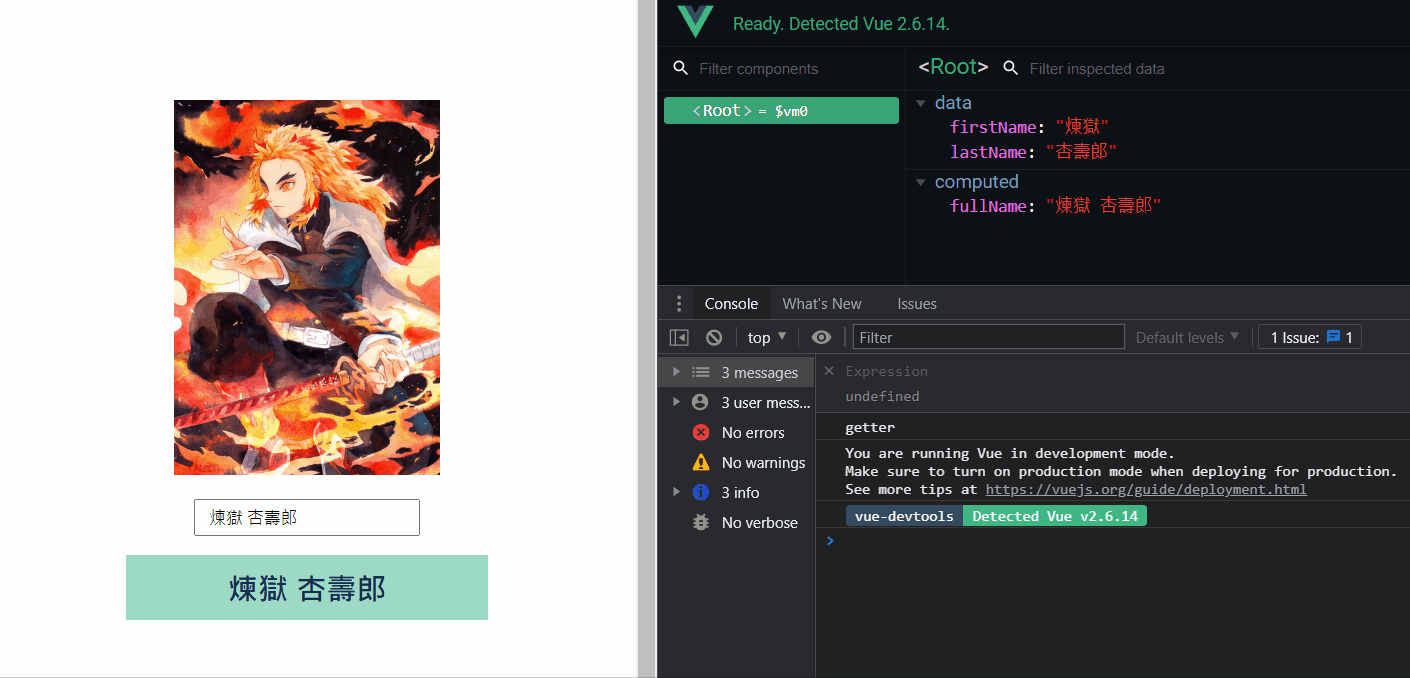 煉獄 杏壽郎
煉獄 杏壽郎
Ready. Detected Vue 2.6.14.
Filter components
<Root> = $vm0
<Root> Filter inspected data
data
firstName: "煉獄"
lastName: "杏壽郎"
computed
fullName: "煉獄 杏壽郎"
Console What's New Issues
top Filter Default levels 1 Issue: 1
3 messages
3 user mess...
No errors
No warnings
3 info
No verbose
Expression
undefined
getter
You are running Vue in development mode.
Make sure to turn on production mode when deploying for production.
See more tips at https://vuejs.org/guide/deployment.html
vue-devtools Detected Vue v2.6.14